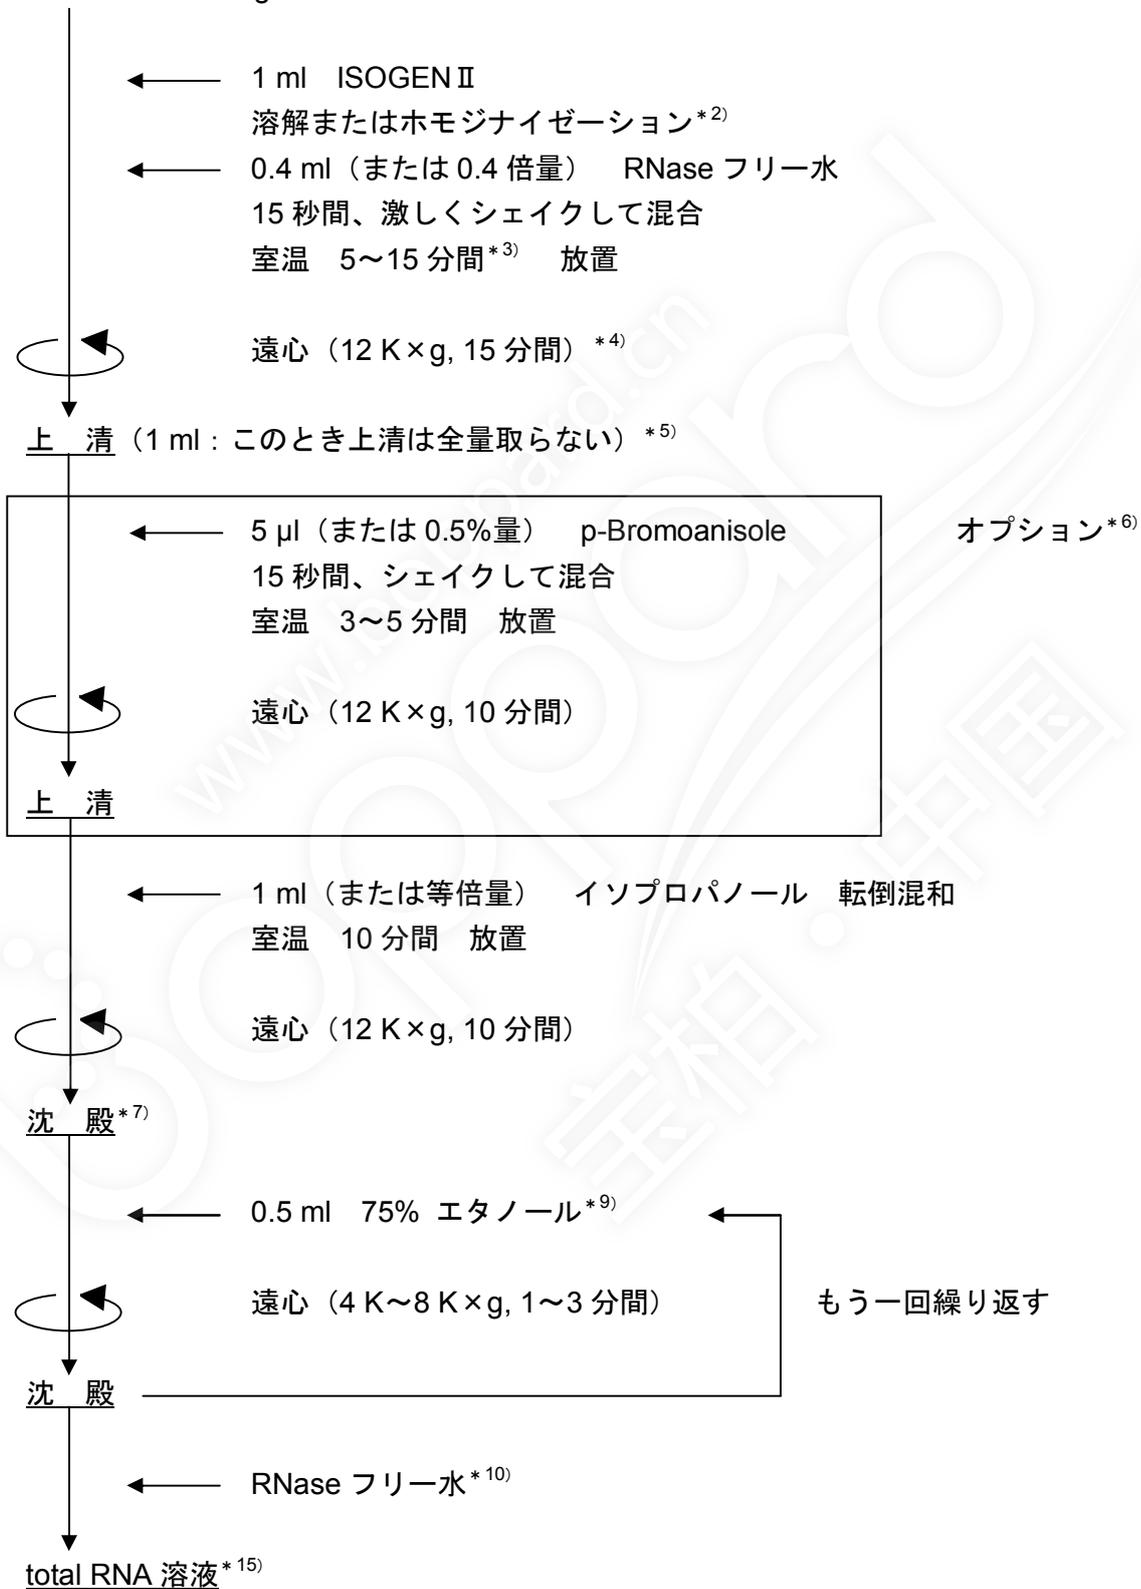 1 ml　ISOGENⅡ
溶解またはホモジナイゼーション*2)
0.4 ml（または 0.4 倍量）　RNase フリー水
15 秒間、激しくシェイクして混合
室温　5～15 分間*3)　放置
遠心（12 K×g, 15 分間）*4)
上　清（1 ml：このとき上清は全量取らない）*5)
5 µl（または 0.5%量）　p-Bromoanisole　オプション*6)
15 秒間、シェイクして混合
室温　3～5 分間　放置
遠心（12 K×g, 10 分間）
上　清
1 ml（または等倍量）　イソプロパノール　転倒混和
室温　10 分間　放置
遠心（12 K×g, 10 分間）
沈　殿*7)
0.5 ml　75% エタノール*9)
遠心（4 K～8 K×g, 1～3 分間）　もう一回繰り返す
沈　殿
RNase フリー水*10)
total RNA 溶液*15)
www.boppard.cn
Boppard
宝柏・中国